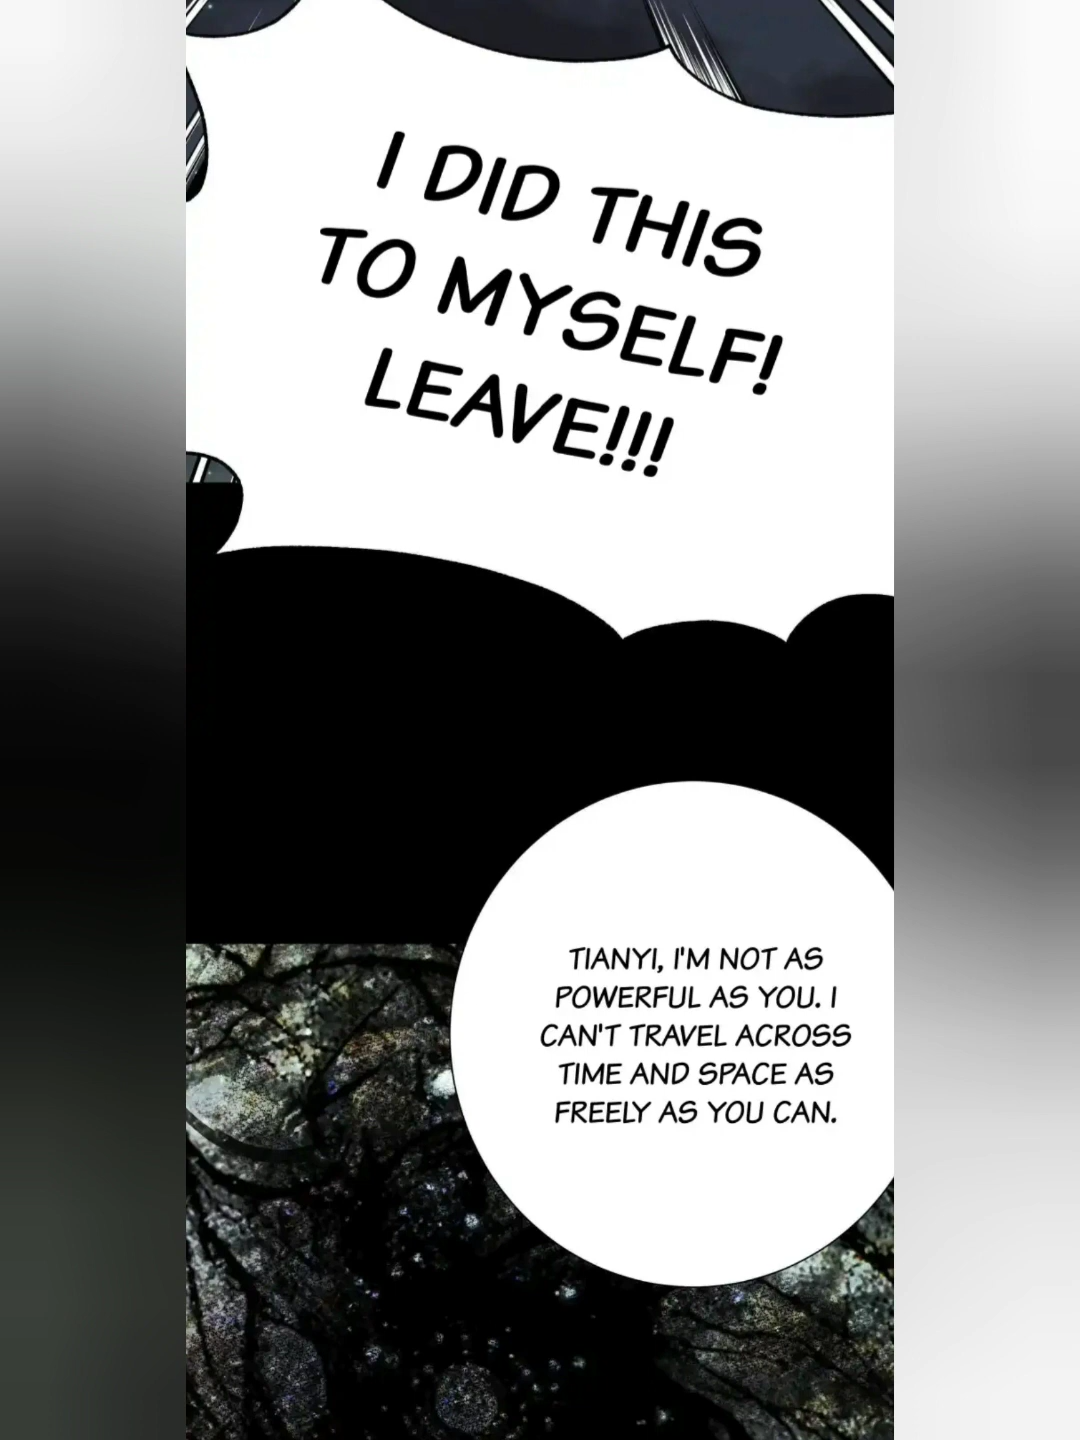 I DID THIS
TO MYSELF!
LEAVE!!!
TIANYI, I'M NOT AS
POWERFUL AS YOU. I
CAN'T TRAVEL ACROSS
TIME AND SPACE AS
FREELY AS YOU CAN.